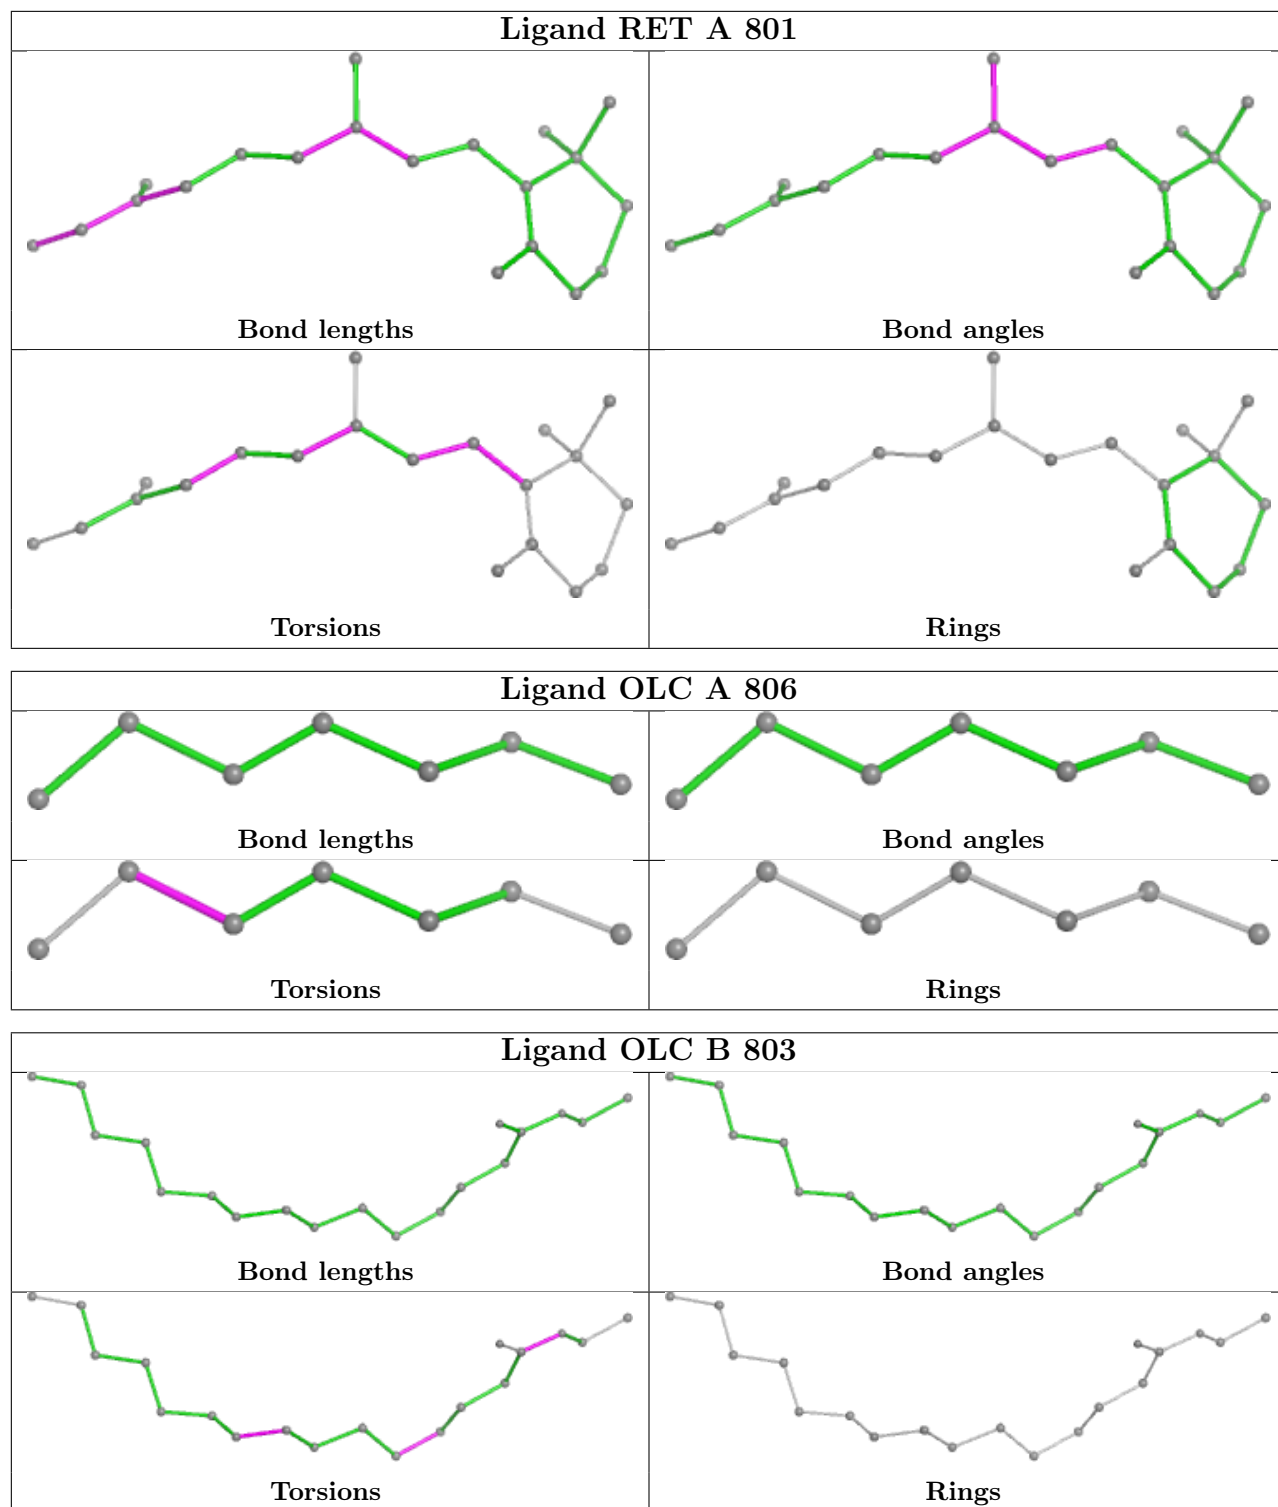 Ligand RET A 801
Bond lengths
Bond angles
Torsions
Rings
Ligand OLC A 806
Bond lengths
Bond angles
Torsions
Rings
Ligand OLC B 803
Bond lengths
Bond angles
Torsions
Rings